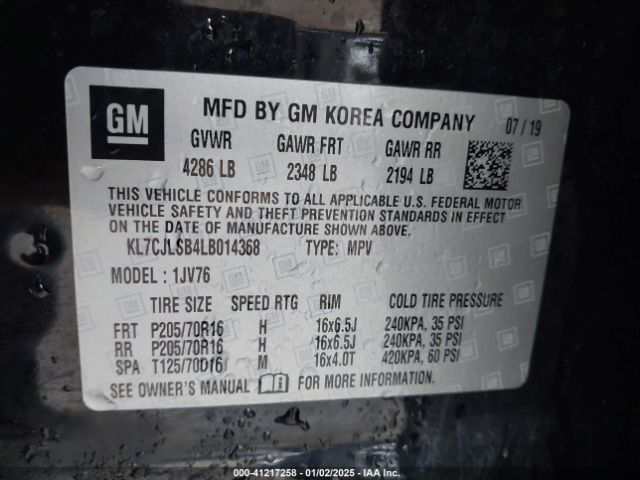 GM MFD BY GM KOREA COMPANY 07/19
GVWR GAWR FRT GAWR RR
4286 LB 2348 LB 2194 LB
THIS VEHICLE CONFORMS TO ALL APPLICABLE U.S. FEDERAL MOTOR
VEHICLE SAFETY AND THEFT PREVENTION STANDARDS IN EFFECT
ON THE DATE OF MANUFACTURE SHOWN ABOVE.
KL7CJLSB4LB014368 TYPE: MPV
MODEL: 1JV76
TIRE SIZE SPEED RTG RIM COLD TIRE PRESSURE
FRT P205/70R16 H 16x6.5J 240KPA, 35 PSI
RR P205/70R16 H 16x6.5J 240KPA, 35 PSI
SPA T125/70D16 M 16x4.0T 420KPA, 60 PSI
SEE OWNER'S MANUAL FOR MORE INFORMATION.
000-41217258 - 01/02/2025 - IAA Inc.